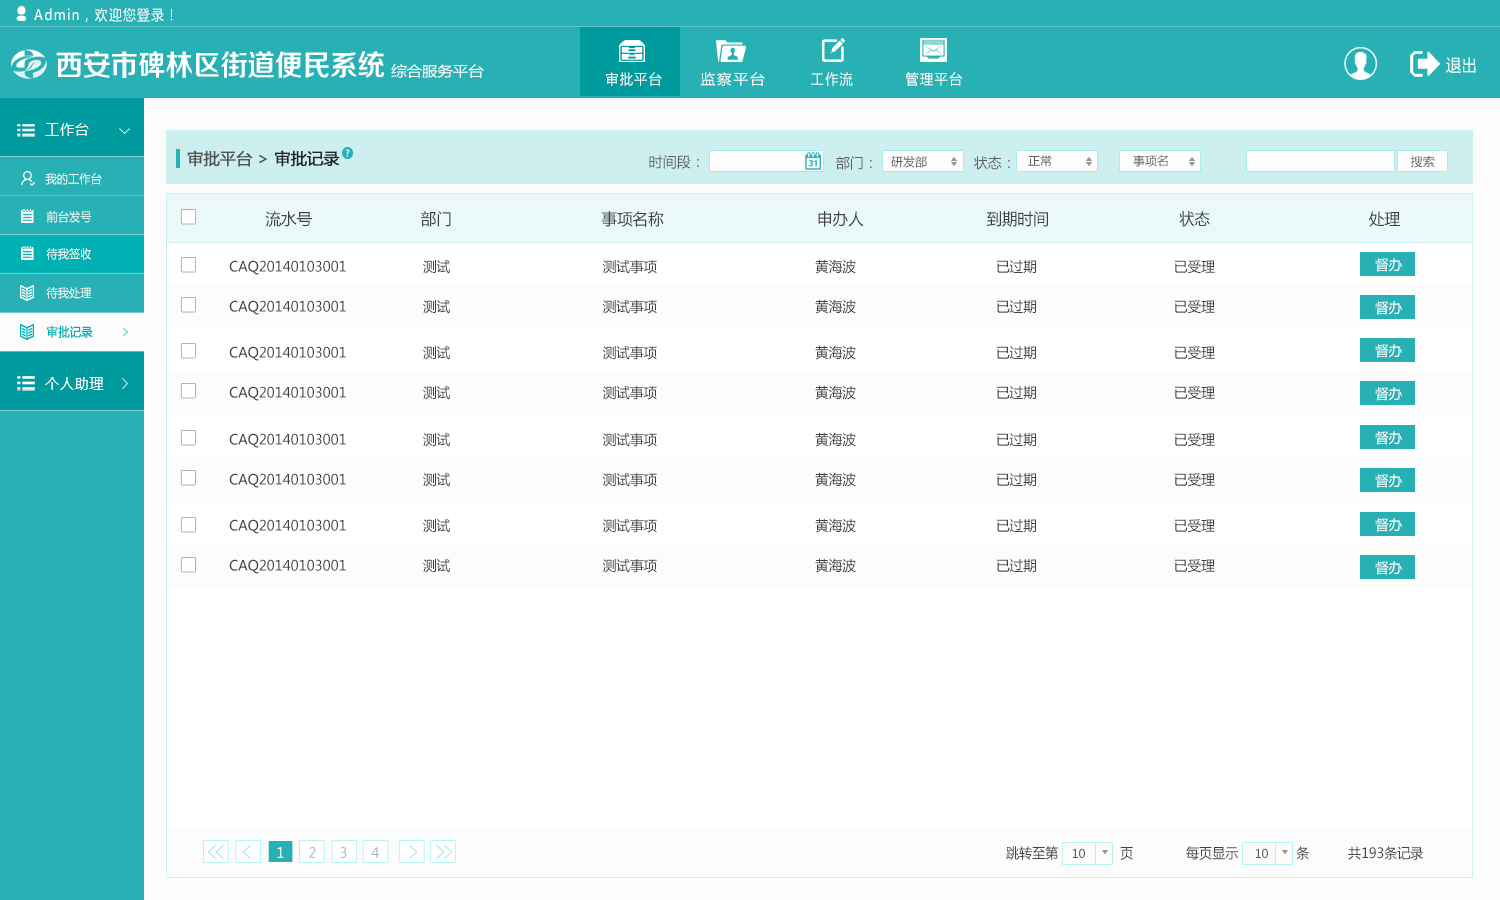 Admin，欢迎您登录！
西安市碑林区街道便民系统 综合服务平台
审批平台 监察平台 工作流 管理平台 退出
工作台
我的工作台
前台发号
待我签收
待我处理
审批记录
个人助理
审批平台 > 审批记录 ? 时间段： 31 部门： 研发部 状态： 正常 事项名 搜索
流水号 部门 事项名称 申办人 到期时间 状态 处理
CAQ20140103001 测试 测试事项 黄海波 已过期 已受理 督办
CAQ20140103001 测试 测试事项 黄海波 已过期 已受理 督办
CAQ20140103001 测试 测试事项 黄海波 已过期 已受理 督办
CAQ20140103001 测试 测试事项 黄海波 已过期 已受理 督办
CAQ20140103001 测试 测试事项 黄海波 已过期 已受理 督办
CAQ20140103001 测试 测试事项 黄海波 已过期 已受理 督办
CAQ20140103001 测试 测试事项 黄海波 已过期 已受理 督办
CAQ20140103001 测试 测试事项 黄海波 已过期 已受理 督办
1 2 3 4 跳转至第 10 页 每页显示 10 条 共193条记录